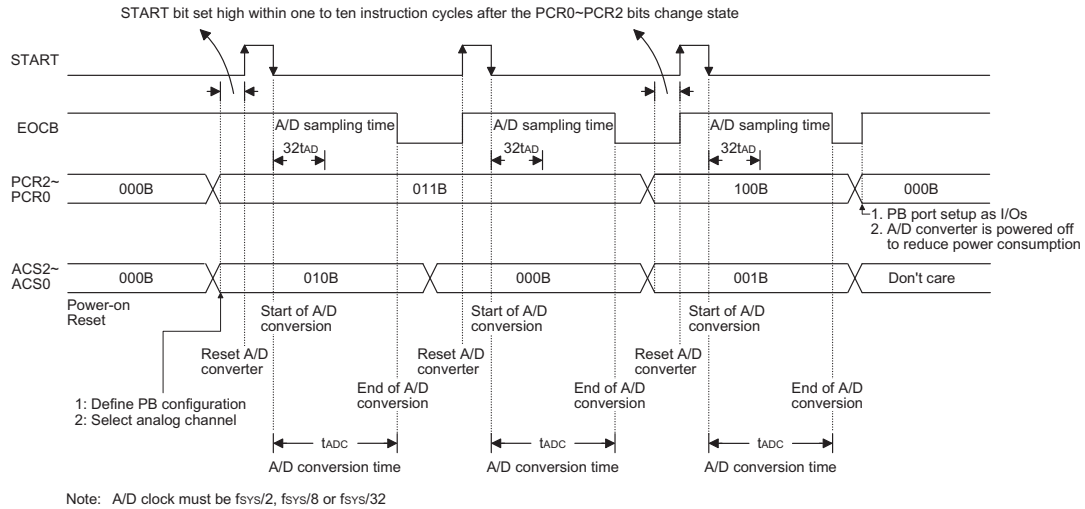 START bit set high within one to ten instruction cycles after the PCR0~PCR2 bits change state
START
EOCB
A/D sampling time
A/D sampling time
A/D sampling time
32tAD
32tAD
32tAD
PCR2~
PCR0
000B
011B
100B
000B
1. PB port setup as I/Os
2. A/D converter is powered off
to reduce power consumption
ACS2~
ACS0
000B
010B
000B
001B
Don't care
Power-on
Reset
Start of A/D
conversion
Start of A/D
conversion
Start of A/D
conversion
Reset A/D
converter
Reset A/D
converter
Reset A/D
converter
1: Define PB configuration
2: Select analog channel
End of A/D
conversion
End of A/D
conversion
End of A/D
conversion
tADC
tADC
tADC
A/D conversion time
A/D conversion time
A/D conversion time
Note: A/D clock must be fSYS/2, fSYS/8 or fSYS/32